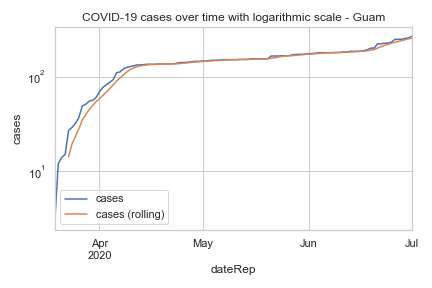 COVID-19 cases over time with logarithmic scale - Guam
cases
10²
10¹
cases
cases (rolling)
Apr
2020
May
Jun
Jul
dateRep